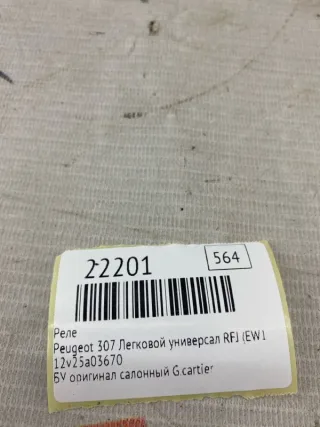 22201 564
Реле
Peugeot 307 Легковой универсал RFJ (EW1
12v25a03670
БУ оригинал салонный G cartier